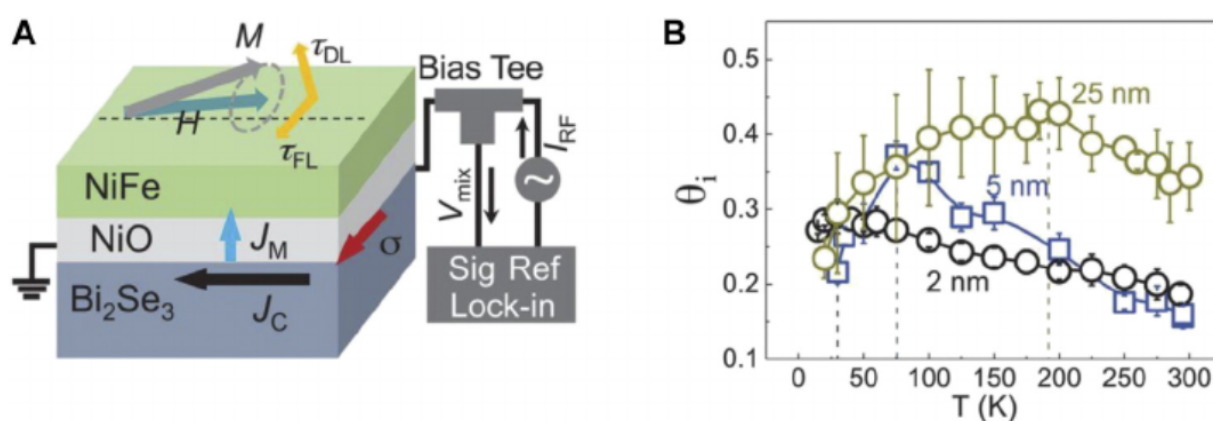 A
M
τDL
H
τFL
Bias Tee
IRF
Vmix
NiFe
NiO
JM
σ
Bi2Se3
JC
Sig Ref
Lock-in
B
0.5
0.4
0.3
0.2
0.1
θi
25 nm
5 nm
2 nm
0 50 100 150 200 250 300
T (K)